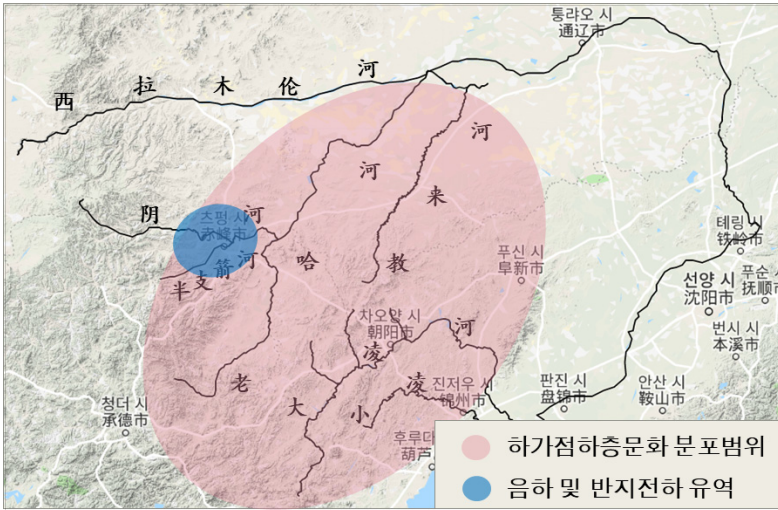 퉁랴오 시
通辽市
西拉木伦河
阴河
츠펑 시
赤峰市
半支箭河
老哈河
教来河
푸신 시
阜新市
톄링 시
铁岭市
선양 시
沈阳市
푸순 시
抚顺市
번시 시
本溪市
차오양 시
朝阳市
大凌河
小凌河
진저우 시
锦州市
판진 시
盘锦市
안산 시
鞍山市
청더 시
承德市
후루다
葫芦
하가점하층문화 분포범위
음하 및 반지전하 유역